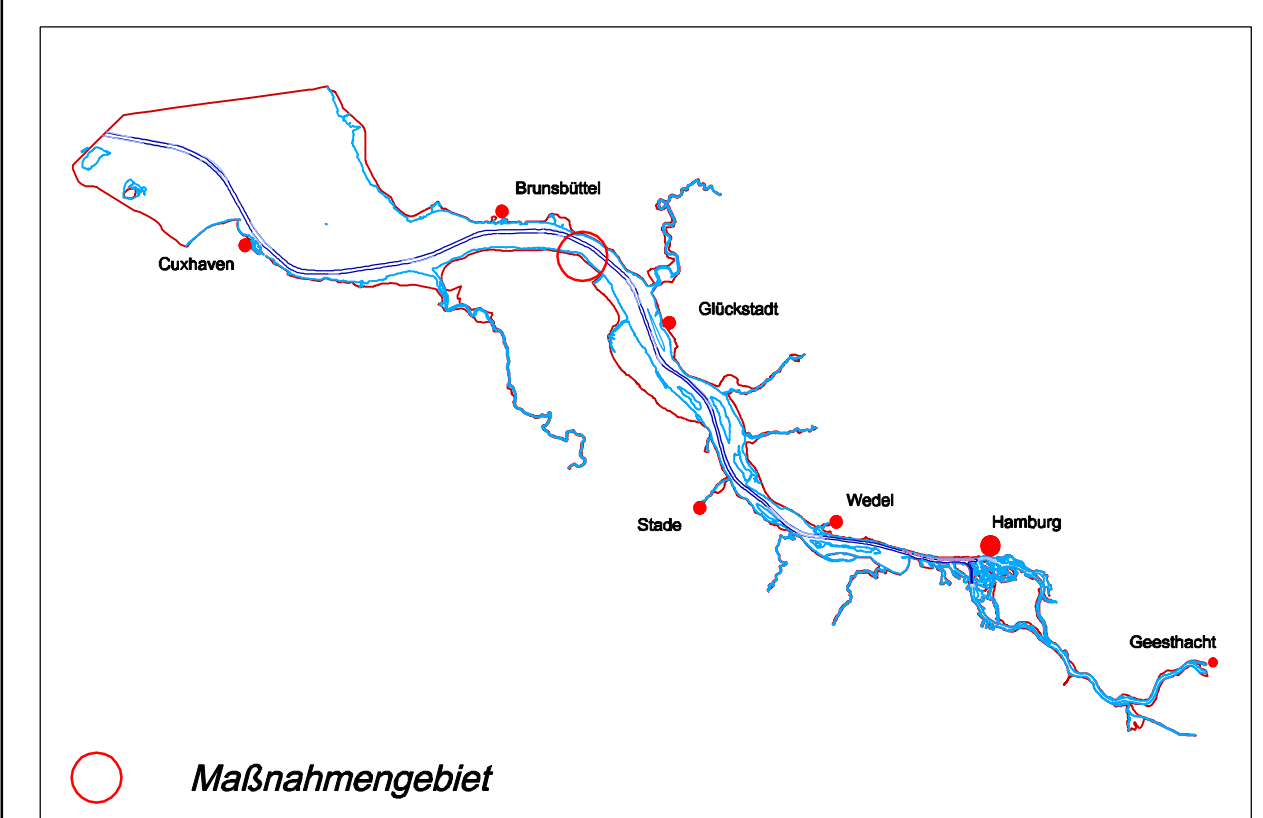 Brunsbüttel
Cuxhaven
Glückstadt
Wedel
Stade
Hamburg
Geesthacht
Maßnahmengebiet